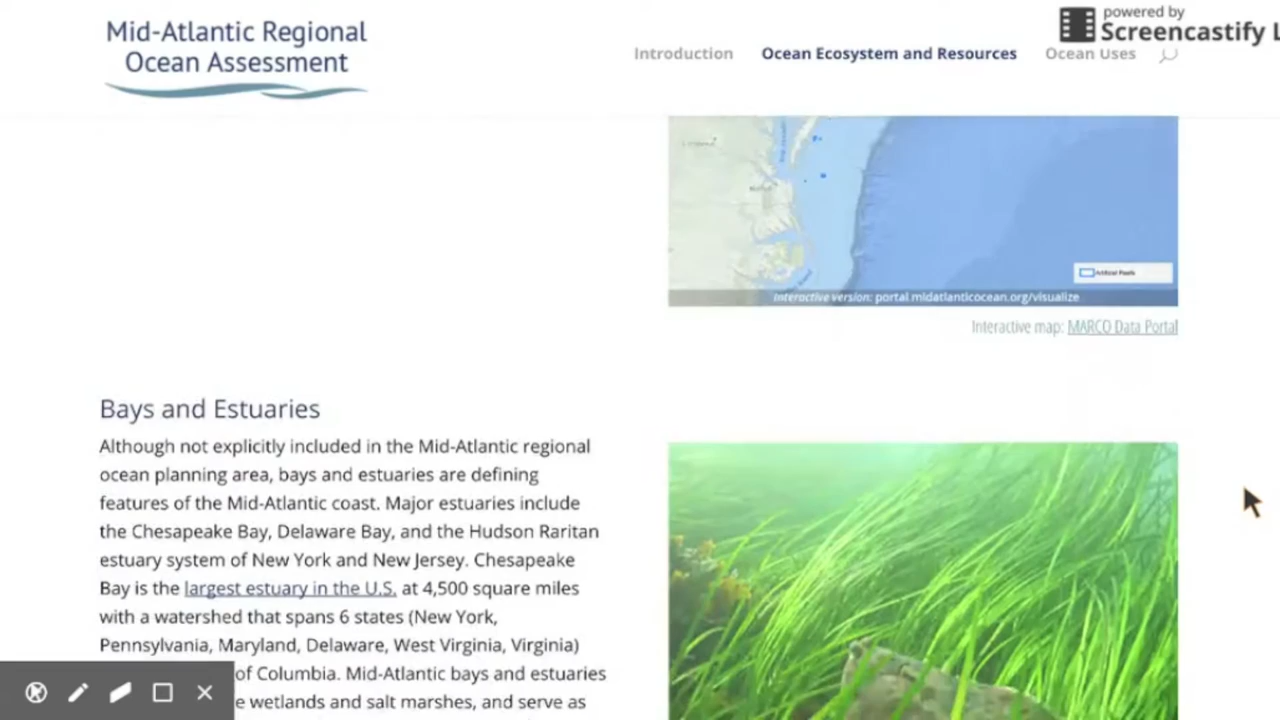 Mid-Atlantic Regional
Ocean Assessment
powered by
Screencastify L
Introduction
Ocean Ecosystem and Resources
Ocean Uses
Artificial Reefs
Interactive version: portal.midatlanticocean.org/visualize
Interactive map: MARCO Data Portal
Bays and Estuaries
Although not explicitly included in the Mid-Atlantic regional
ocean planning area, bays and estuaries are defining
features of the Mid-Atlantic coast. Major estuaries include
the Chesapeake Bay, Delaware Bay, and the Hudson Raritan
estuary system of New York and New Jersey. Chesapeake
Bay is the largest estuary in the U.S. at 4,500 square miles
with a watershed that spans 6 states (New York,
Pennsylvania, Maryland, Delaware, West Virginia, Virginia)
of Columbia. Mid-Atlantic bays and estuaries
e wetlands and salt marshes, and serve as